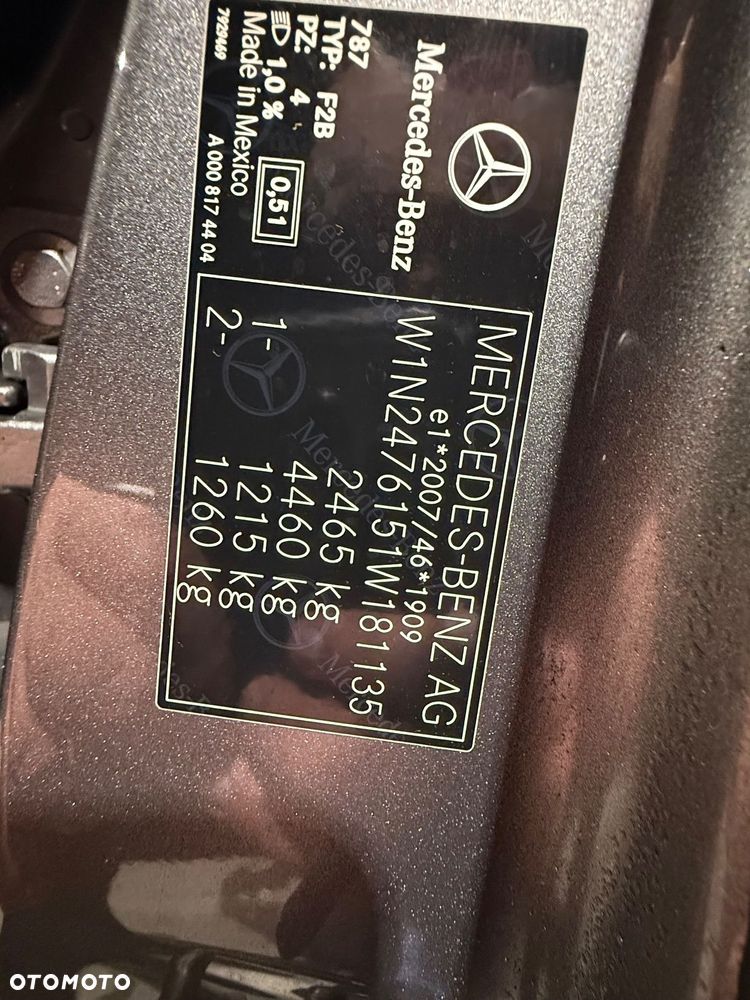 Mercedes-Benz
787
TYP: F2B
PZ: 4
1,0 %
0,51
Made in Mexico
A 000 817 44 04
MERCEDES-BENZ AG
e1*2007/46*1909
W1N2476151W181135
2465 kg
4460 kg
1- 1215 kg
2- 1260 kg
OTOMOTO